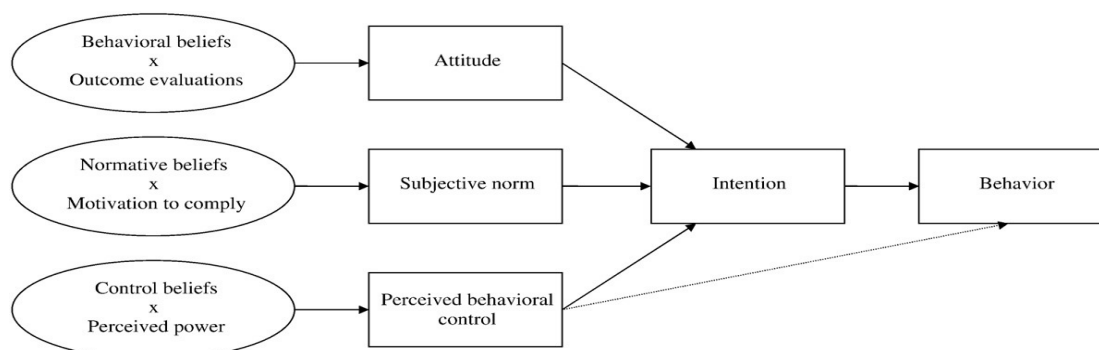 Behavioral beliefs
x
Outcome evaluations
Attitude
Normative beliefs
x
Motivation to comply
Subjective norm
Intention
Behavior
Control beliefs
x
Perceived power
Perceived behavioral
control